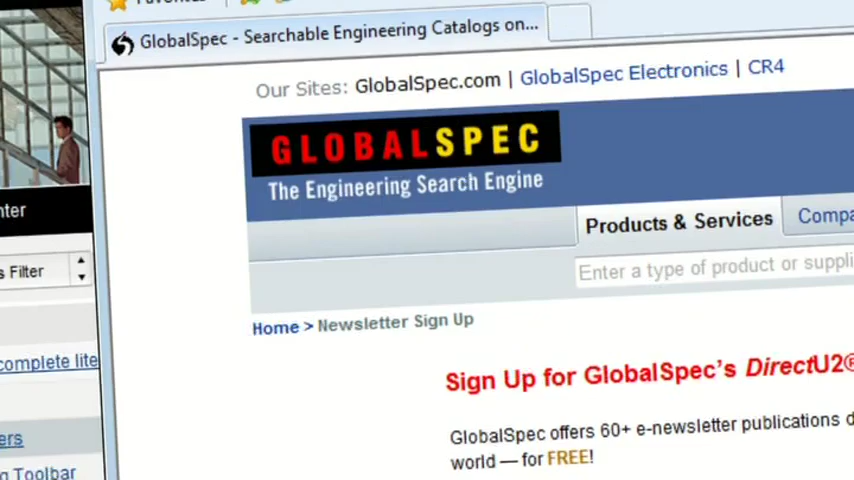 GlobalSpec - Searchable Engineering Catalogs on...
Our Sites: GlobalSpec.com | GlobalSpec Electronics | CR4
GLOBALSPEC
The Engineering Search Engine
Products & Services
Enter a type of product or
Home > Newsletter Sign Up
Sign Up for GlobalSpec's DirectU2®
GlobalSpec offers 60+ e-newsletter publications
world — for FREE!
Filter
complete
Toolbar